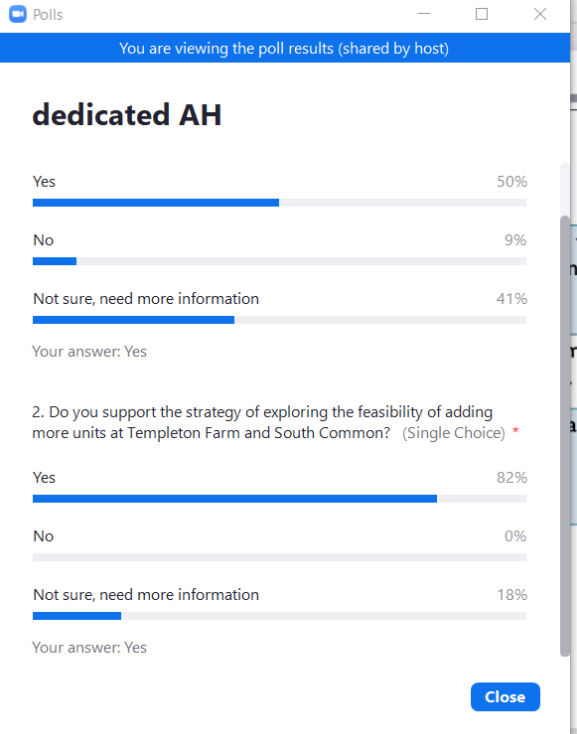 Polls
You are viewing the poll results (shared by host)
dedicated AH
Yes 50%
No 9%
Not sure, need more information 41%
Your answer: Yes
2. Do you support the strategy of exploring the feasibility of adding
more units at Templeton Farm and South Common? (Single Choice) *
Yes 82%
No 0%
Not sure, need more information 18%
Your answer: Yes
Close